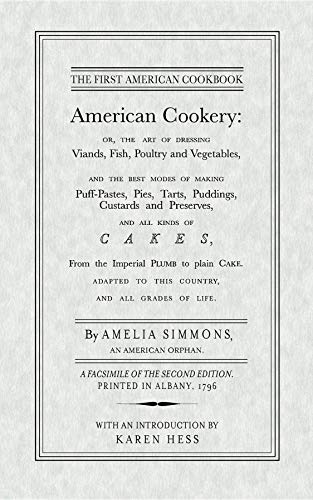 THE FIRST AMERICAN COOKBOOK
American Cookery:
OR, THE ART OF DRESSING
Viands, Fish, Poultry and Vegetables,
AND THE BEST MODES OF MAKING
Puff-Pastes, Pies, Tarts, Puddings,
Custards and Preserves,
AND ALL KINDS OF
CAKES,
From the Imperial PLUMB to plain CAKE.
ADAPTED TO THIS COUNTRY,
AND ALL GRADES OF LIFE.
By AMELIA SIMMONS,
AN AMERICAN ORPHAN.
A FACSIMILE OF THE SECOND EDITION,
PRINTED IN ALBANY, 1796
WITH AN INTRODUCTION BY
KAREN HESS